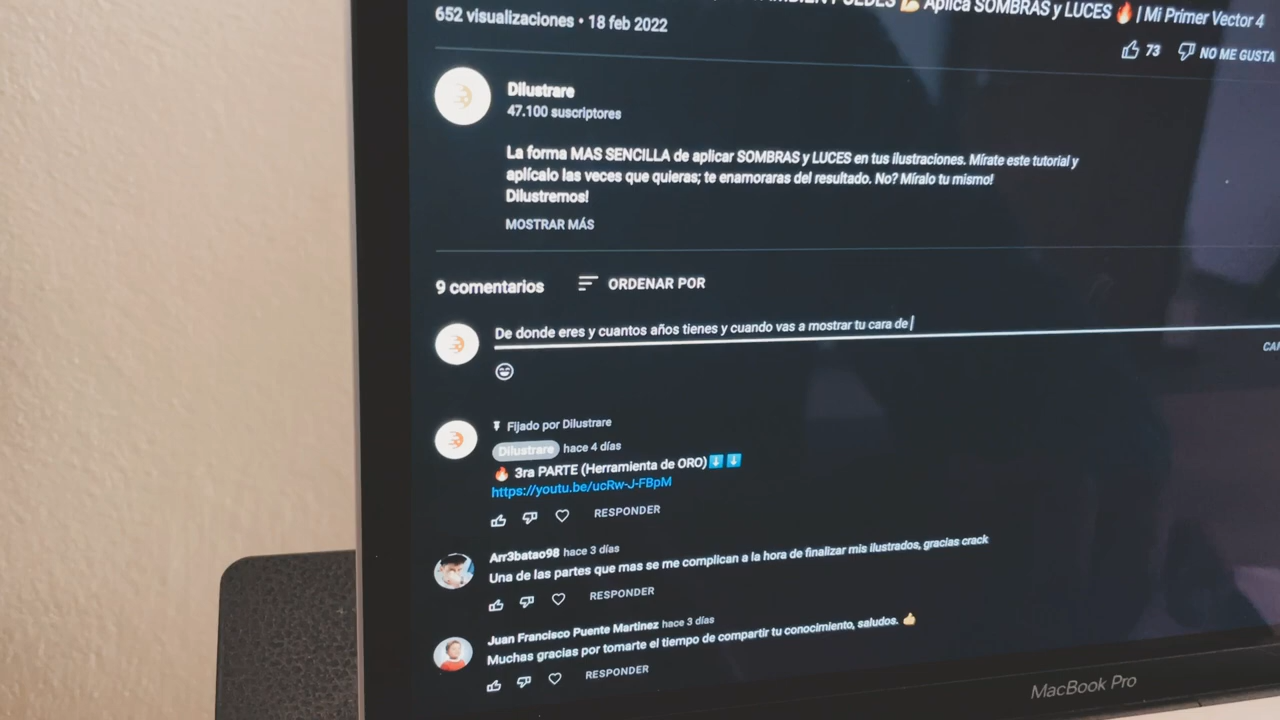 PUEDES 💪 Aplica SOMBRAS y LUCES 🔥 | Mi Primer Vector 4
652 visualizaciones • 18 feb 2022
73 NO ME GUSTA
Dilustrare
47.100 suscriptores
La forma MAS SENCILLA de aplicar SOMBRAS y LUCES en tus ilustraciones. Mírate este tutorial y
aplícalo las veces que quieras; te enamoraras del resultado. No? Míralo tu mismo!
Dilustremos!
MOSTRAR MÁS
9 comentarios ORDENAR POR
De donde eres y cuantos años tienes y cuando vas a mostrar tu cara de
Fijado por Dilustrare
Dilustrare hace 4 días
🔥 3ra PARTE (Herramienta de ORO)⬇️⬇️
https://youtu.be/ucRw-J-FBpM
RESPONDER
Arr3batao98 hace 3 días
Una de las partes que mas se me complican a la hora de finalizar mis ilustrados, gracias crack
RESPONDER
Juan Francisco Puente Martinez hace 3 días
Muchas gracias por tomarte el tiempo de compartir tu conocimiento, saludos. 👍
RESPONDER
MacBook Pro